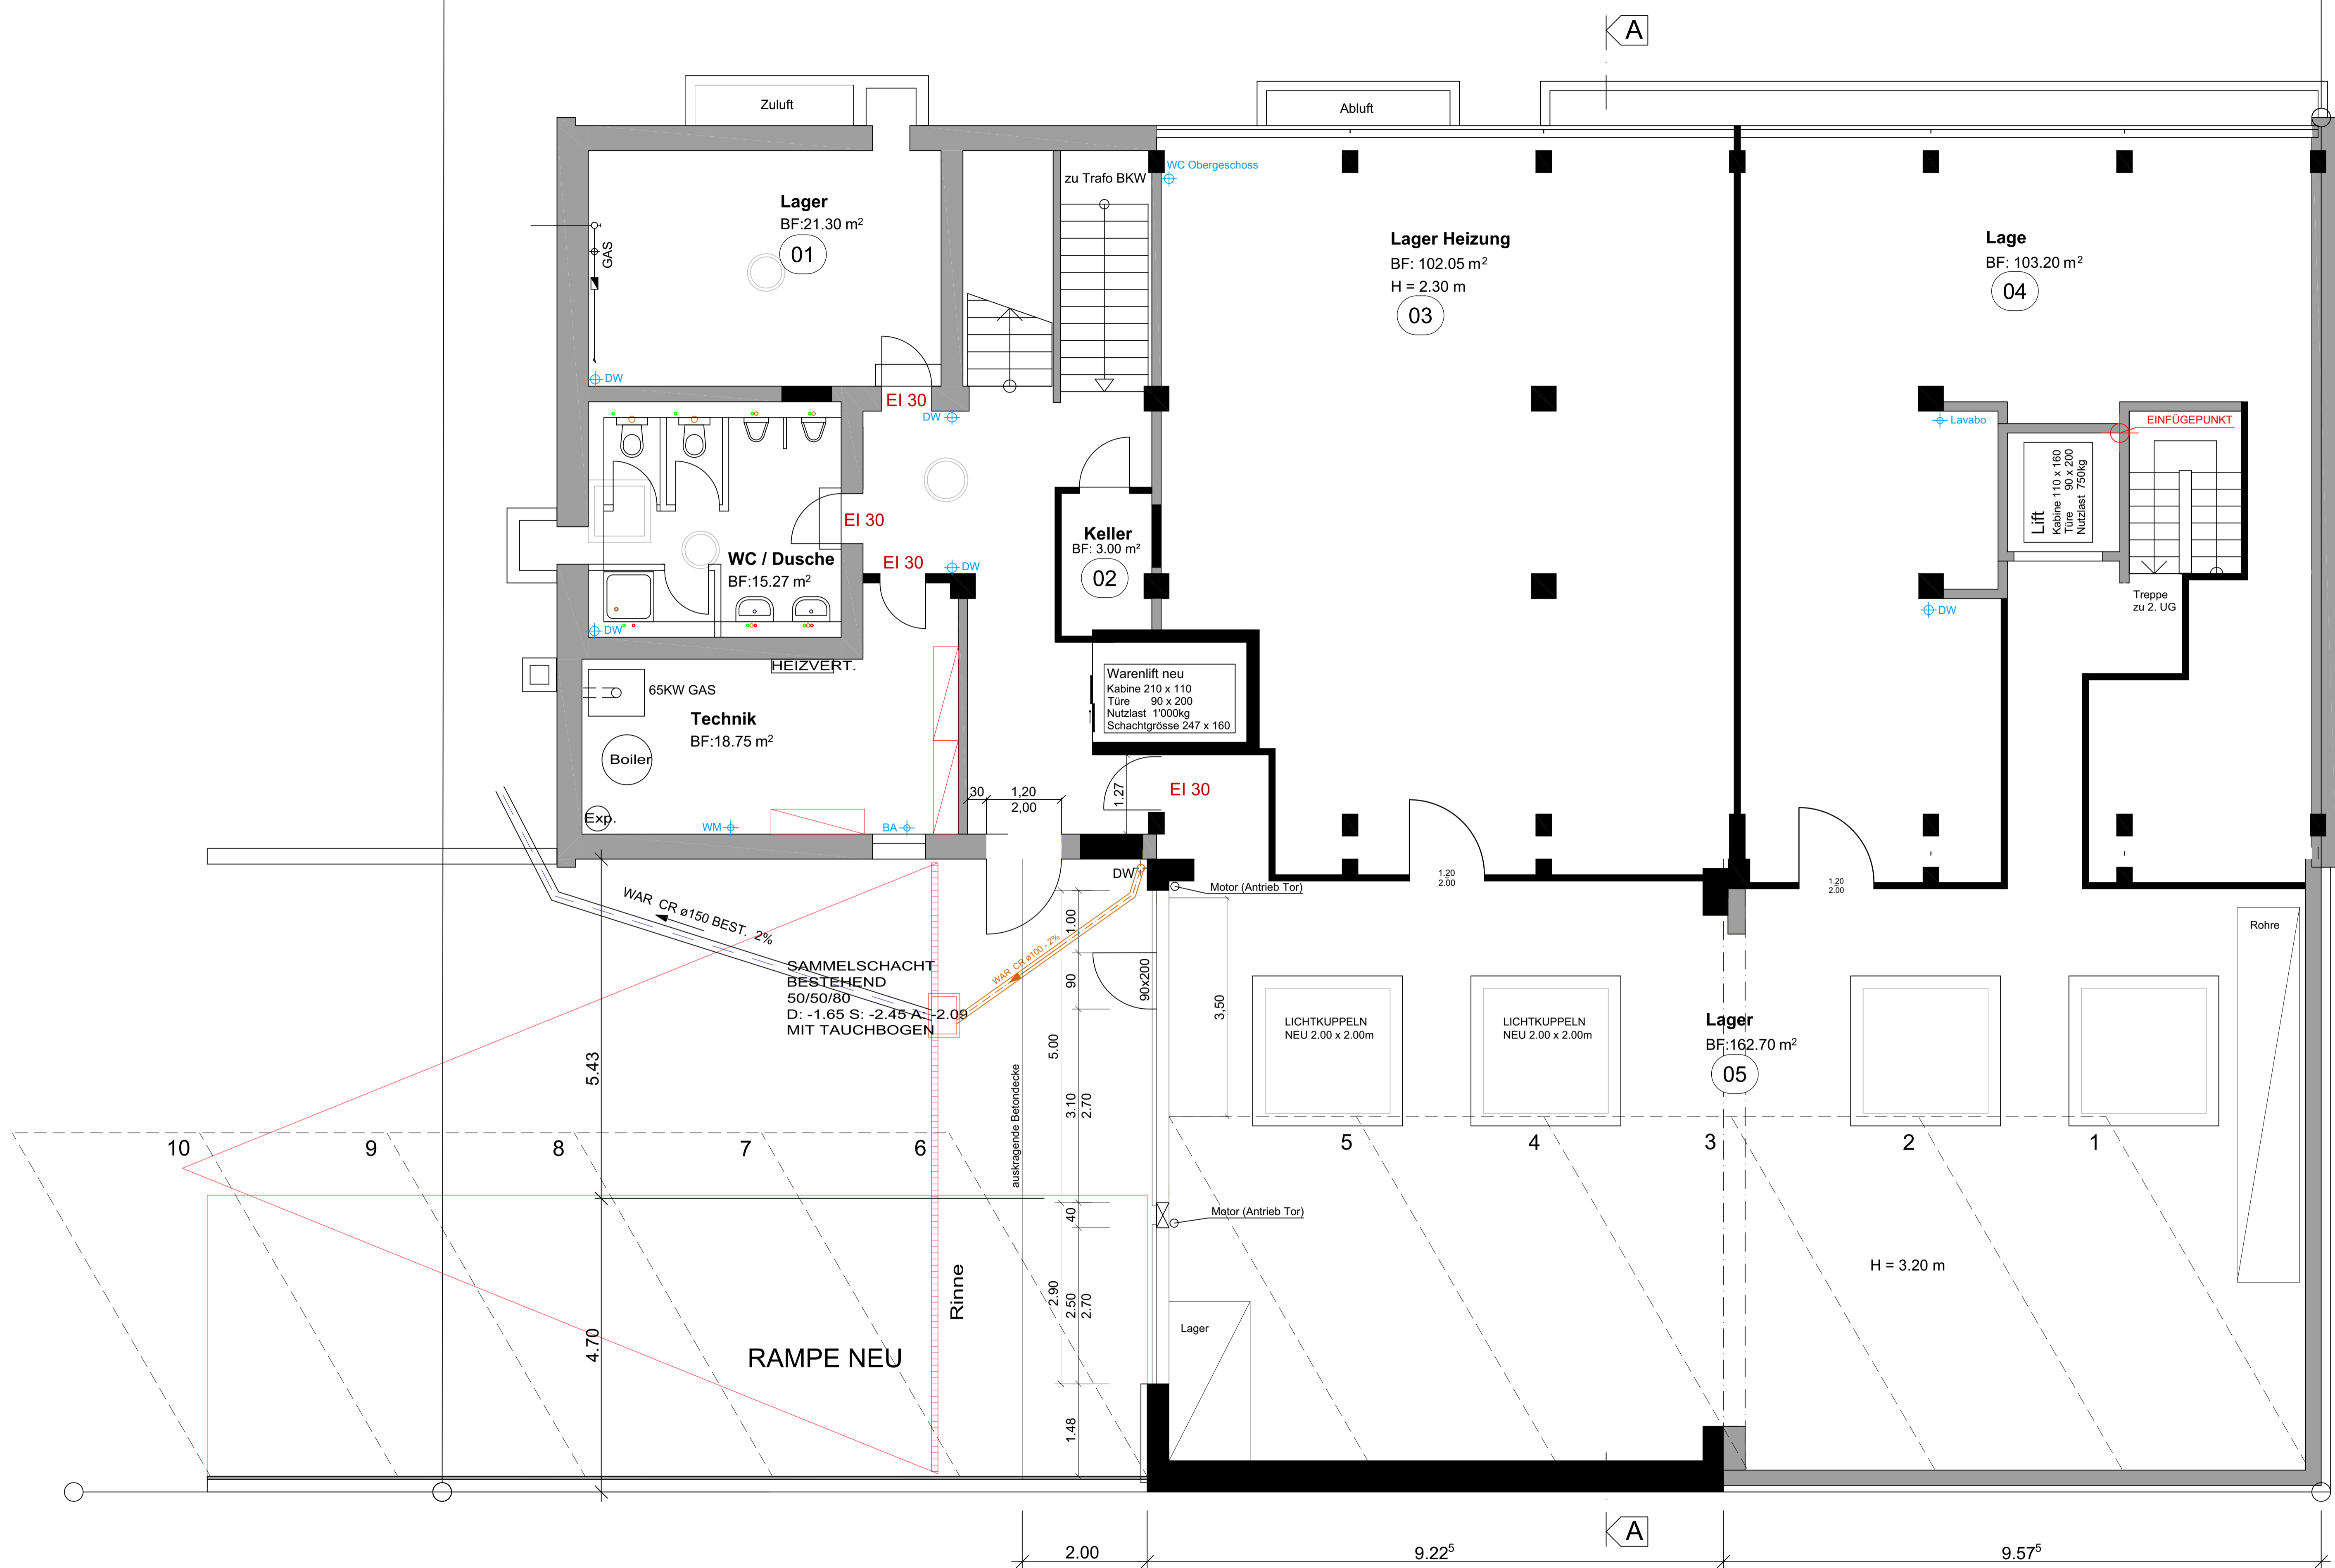 A
Zuluft
Abluft
zu Trafo BKW
WC Obergeschoss
Lager
BF:21.30 m²
01
GAS
DW
Lager Heizung
BF: 102.05 m²
H = 2.30 m
03
Lage
BF: 103.20 m²
04
EI 30
DW
Lavabo
EINFÜGEPUNKT
Lift
Kabine 110 x 160
Türe 90 x 200
Nutzlast 750kg
EI 30
Keller
BF: 3.00 m²
02
WC / Dusche
BF:15.27 m²
EI 30
DW
DW
DW
Treppe
zu 2. UG
HEIZVERT.
65KW GAS
Technik
BF:18.75 m²
Boiler
Exp.
WM
BA
Warenlift neu
Kabine 210 x 110
Türe 90 x 200
Nutzlast 1'000kg
Schachtgrösse 247 x 160
30
1,20
2,00
1.27
EI 30
DW
Motor (Antrieb Tor)
1.20
2.00
1.20
2.00
WAR CR ø150 BEST. 2%
WAR CR ø100 - 2%
SAMMELSCHACHT
BESTEHEND
50/50/80
D: -1.65 S: -2.45 A: -2.09
MIT TAUCHBOGEN
1.00
90
90x200
5.00
3.10
2.70
3,50
auskragende Betondecke
5.43
LICHTKUPPELN
NEU 2.00 x 2.00m
LICHTKUPPELN
NEU 2.00 x 2.00m
Lager
BF:162.70 m²
05
Rohre
10
9
8
7
6
5
4
3
2
1
40
Motor (Antrieb Tor)
H = 3.20 m
Rinne
2.90
2.50
2.70
Lager
4.70
RAMPE NEU
1.48
A
2.00
9.22⁵
9.57⁵